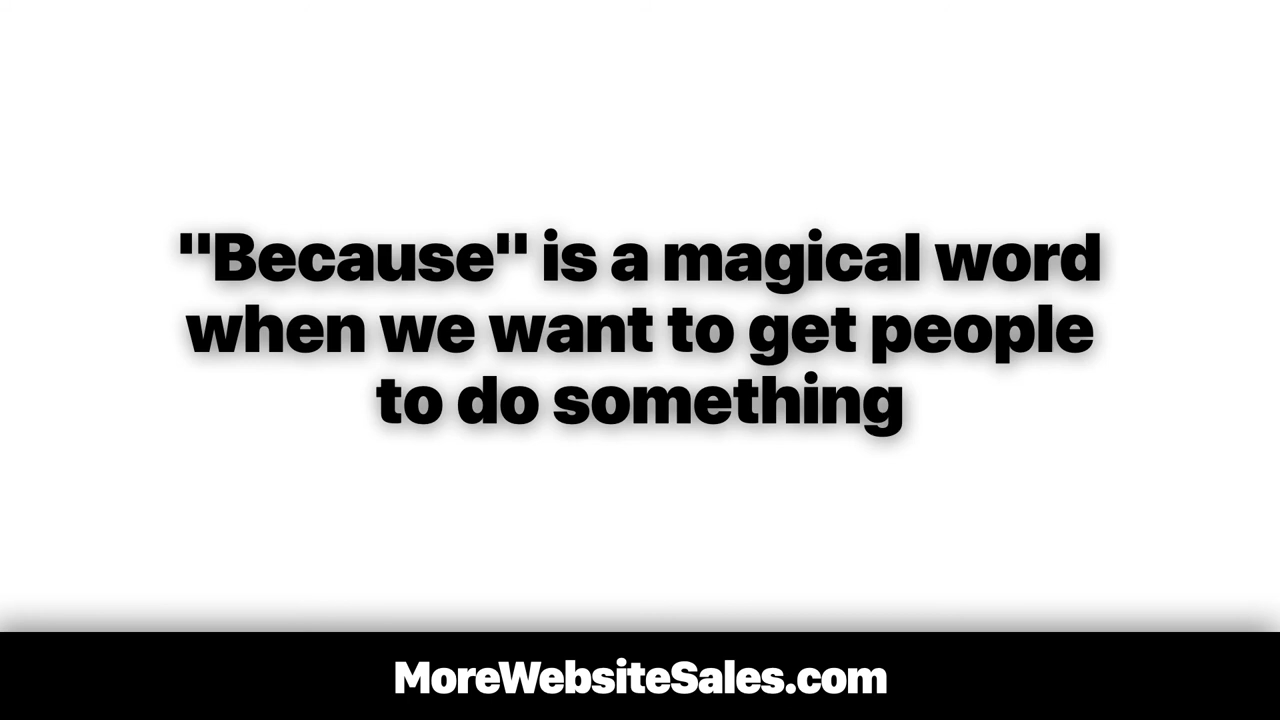 "Because" is a magical word
when we want to get people
to do something
MoreWebsiteSales.com